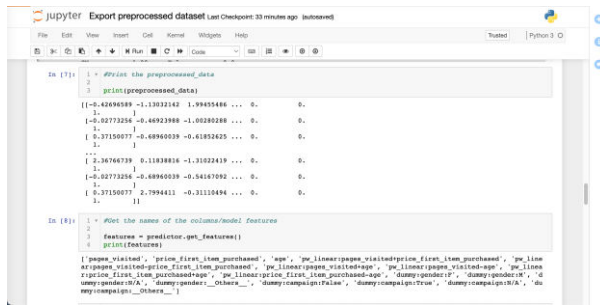 jupyter Export preprocessed dataset Last Checkpoint: 33 minutes ago (autosaved)
File Edit View Insert Cell Kernel Widgets Help Trusted Python 3
Run Code
In [7]: 1 #Print the preprocessed_data
2
3 print(preprocessed_data)
[[-0.42696589 -1.13032142 1.99455486 ... 0. 0.
1. ]
[-0.02773256 -0.46923988 -1.00280288 ... 0. 0.
1. ]
[ 0.37150077 -0.68960039 -0.61852625 ... 0. 0.
1. ]
...
[ 2.36766739 0.11838816 -1.31022419 ... 0. 0.
1. ]
[-0.02773256 -0.68960039 -0.54167092 ... 0. 0.
1. ]
[ 0.37150077 2.7994411 -0.31110494 ... 0. 0.
1. ]]
In [8]: 1 #Get the names of the columns/model features
2
3 features = predictor.get_features()
4 print(features)
['pages_visited', 'price_first_item_purchased', 'age', 'pw_linear:pages_visited+price_first_item_purchased', 'pw_line
ar:pages_visited-price_first_item_purchased', 'pw_linear:pages_visited+age', 'pw_linear:pages_visited-age', 'pw_linea
r:price_first_item_purchased+age', 'pw_linear:price_first_item_purchased-age', 'dummy:gender:F', 'dummy:gender:M', 'd
ummy:gender:N/A', 'dummy:gender:__Others__', 'dummy:campaign:False', 'dummy:campaign:True', 'dummy:campaign:N/A', 'du
mmy:campaign:__Others__']